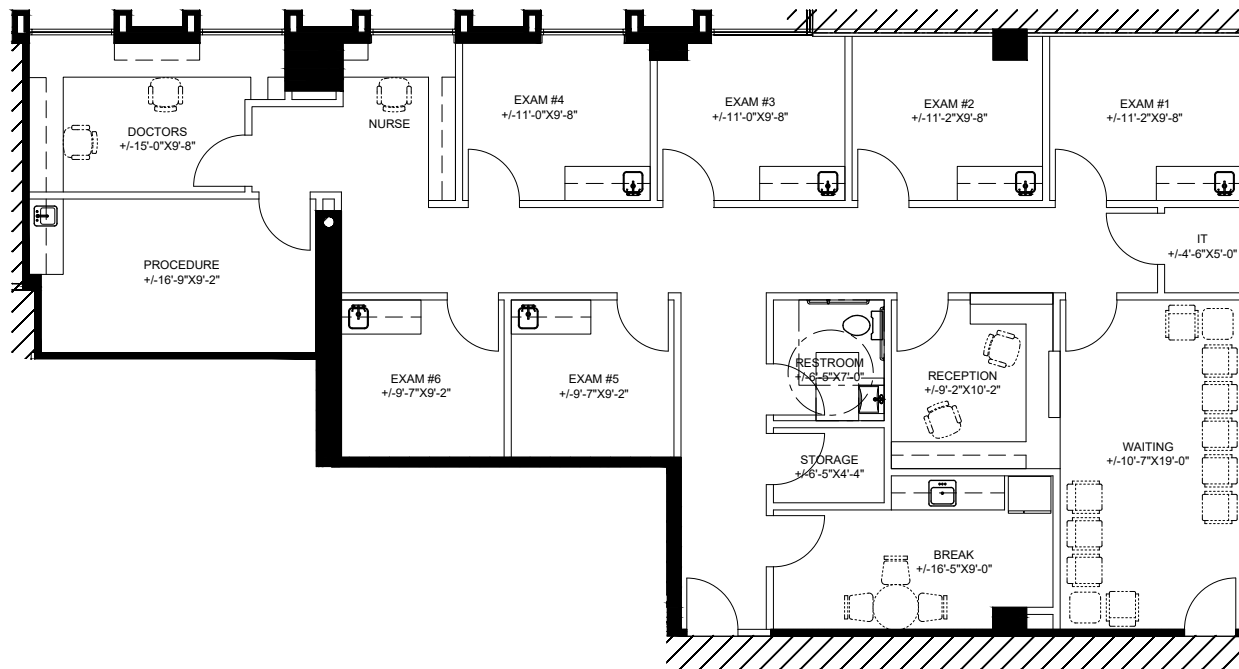 EXAM #4
+/-11'-0"X9'-8"
EXAM #3
+/-11'-0"X9'-8"
EXAM #2
+/-11'-2"X9'-8"
EXAM #1
+/-11'-2"X9'-8"
DOCTORS
+/-15'-0"X9'-8"
NURSE
IT
+/-4'-6"X5'-0"
PROCEDURE
+/-16'-9"X9'-2"
EXAM #6
+/-9'-7"X9'-2"
EXAM #5
+/-9'-7"X9'-2"
RESTROOM
+/-6'-5"X7'-0"
RECEPTION
+/-9'-2"X10'-2"
WAITING
+/-10'-7"X19'-0"
STORAGE
+/-6'-5"X4'-4"
BREAK
+/-16'-5"X9'-0"